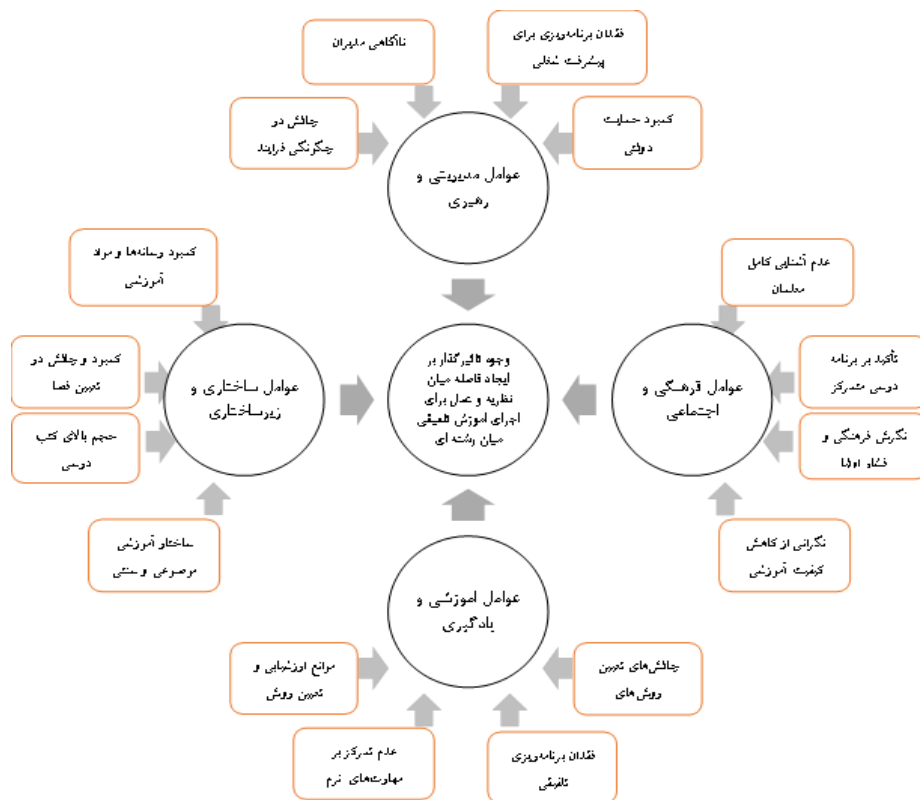 ناآگاهی مدیران
فقدان برنامه‌ریزی برای
پیشرفت شغلی
چالش در
چگونگی فرایند
کمبود حمایت
دولتی
عوامل مدیریتی و
رهبری
کمبود رسانه‌ها و مواد
آموزشی
عدم آشنایی کامل
معلمان
کمبود و چالش در
تعیین فضا
عوامل ساختاری و
زیرساختاری
حجم بالای کتب
درسی
ساختار آموزشی
موضوعی و سنتی
وجوه تاثیرگذار بر
ایجاد فاصله میان
نظریه و عمل برای
اجرای آموزش تلفیقی
میان رشته ای
عوامل فرهنگی و
اجتماعی
تأکید بر برنامه
درسی متمرکز
نگرش فرهنگی و
فشار اولیا
نگرانی از کاهش
کیفیت آموزشی
عوامل اموزشی و
یادگیری
موانع ارزشیابی و
تعیین روش
چالش‌های تعیین
روش‌های
عدم تمرکز بر
مهارت‌های نرم
فقدان برنامه‌ریزی
تلفیقی